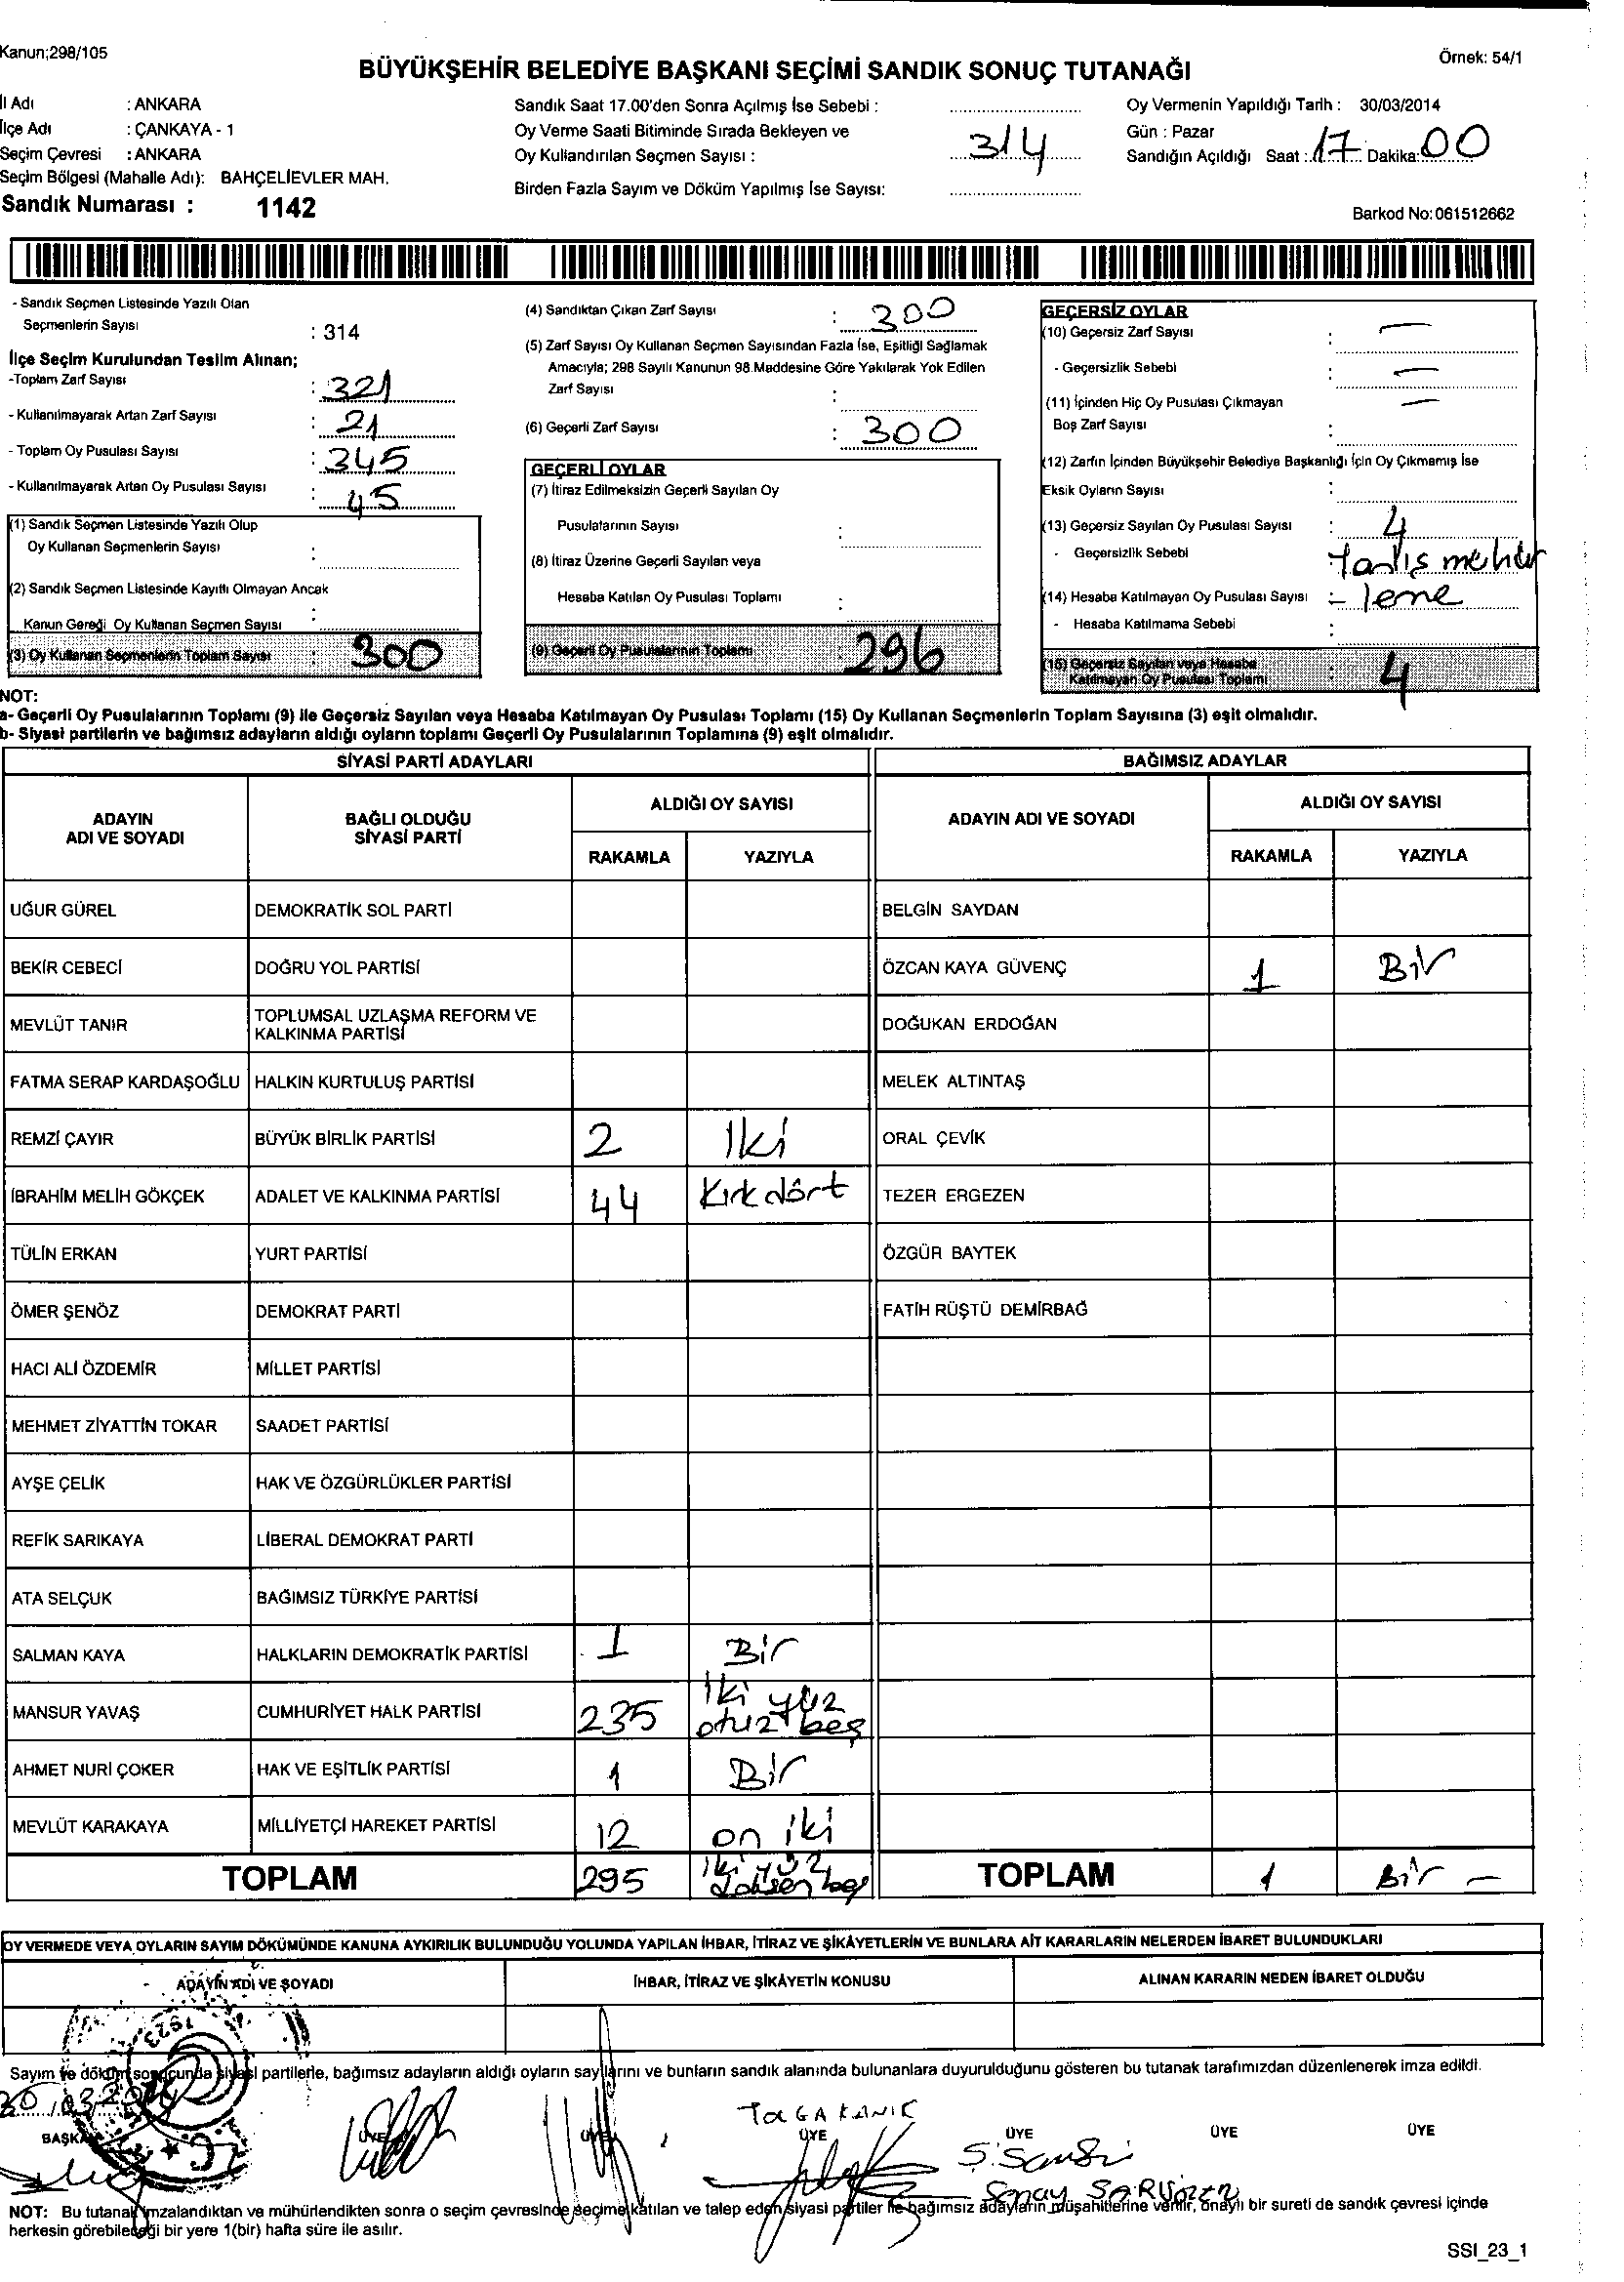 Kanun;298/105
Örnek: 54/1
BÜYÜKŞEHİR BELEDİYE BAŞKANI SEÇİMİ SANDIK SONUÇ TUTANAĞI
İl Adı : ANKARA
İlçe Adı : ÇANKAYA - 1
Seçim Çevresi : ANKARA
Seçim Bölgesi (Mahalle Adı): BAHÇELİEVLER MAH.
Sandık Numarası : 1142
Sandık Saat 17.00'den Sonra Açılmış İse Sebebi :
Oy Verme Saati Bitiminde Sırada Bekleyen ve
Oy Kullandırılan Seçmen Sayısı : 314
Birden Fazla Sayım ve Döküm Yapılmış İse Sayısı:
Oy Vermenin Yapıldığı Tarih : 30/03/2014
Gün : Pazar
Sandığın Açıldığı Saat : 17 Dakika: 00
Barkod No: 061512662
- Sandık Seçmen Listesinde Yazılı Olan
Seçmenlerin Sayısı : 314
İlçe Seçim Kurulundan Teslim Alınan;
-Toplam Zarf Sayısı : 321
- Kullanılmayarak Artan Zarf Sayısı : 21
- Toplam Oy Pusulası Sayısı : 345
- Kullanılmayarak Artan Oy Pusulası Sayısı : 45
(1) Sandık Seçmen Listesinde Yazılı Olup
Oy Kullanan Seçmenlerin Sayısı :
(2) Sandık Seçmen Listesinde Kayıtlı Olmayan Ancak
Kanun Gereği Oy Kullanan Seçmen Sayısı :
(3) Oy Kullanan Seçmenlerin Toplam Sayısı : 300
(4) Sandıktan Çıkan Zarf Sayısı : 300
(5) Zarf Sayısı Oy Kullanan Seçmen Sayısından Fazla İse, Eşitliği Sağlamak
Amacıyla; 298 Sayılı Kanunun 98.Maddesine Göre Yakılarak Yok Edilen
Zarf Sayısı :
(6) Geçerli Zarf Sayısı : 300
GEÇERLİ OYLAR
(7) İtiraz Edilmeksizin Geçerli Sayılan Oy
Pusulalarının Sayısı :
(8) İtiraz Üzerine Geçerli Sayılan veya
Hesaba Katılan Oy Pusulası Toplamı :
(9) Geçerli Oy Pusulalarının Toplamı : 296
GEÇERSİZ OYLAR
(10) Geçersiz Zarf Sayısı : —
- Geçersizlik Sebebi : —
(11) İçinden Hiç Oy Pusulası Çıkmayan —
Boş Zarf Sayısı :
(12) Zarfın İçinden Büyükşehir Belediye Başkanlığı İçin Oy Çıkmamış İse
Eksik Oyların Sayısı :
(13) Geçersiz Sayılan Oy Pusulası Sayısı : 4
- Geçersizlik Sebebi : Yanlış mühür
(14) Hesaba Katılmayan Oy Pusulası Sayısı : - leme
- Hesaba Katılmama Sebebi :
(15) Geçersiz Sayılan veya Hesaba
Katılmayan Oy Pusulası Toplamı : 4
NOT:
a- Geçerli Oy Pusulalarının Toplamı (9) ile Geçersiz Sayılan veya Hesaba Katılmayan Oy Pusulası Toplamı (15) Oy Kullanan Seçmenlerin Toplam Sayısına (3) eşit olmalıdır.
b- Siyasi partilerin ve bağımsız adayların aldığı oyların toplamı Geçerli Oy Pusulalarının Toplamına (9) eşit olmalıdır.
SİYASİ PARTİ ADAYLARI BAĞIMSIZ ADAYLAR
ADAYIN ADI VE SOYADI BAĞLI OLDUĞU SİYASİ PARTİ ALDIĞI OY SAYISI ADAYIN ADI VE SOYADI ALDIĞI OY SAYISI
RAKAMLA YAZIYLA RAKAMLA YAZIYLA
UĞUR GÜREL DEMOKRATİK SOL PARTİ BELGİN SAYDAN
BEKİR CEBECİ DOĞRU YOL PARTİSİ ÖZCAN KAYA GÜVENÇ 1 Bir
MEVLÜT TANIR TOPLUMSAL UZLAŞMA REFORM VE KALKINMA PARTİSİ DOĞUKAN ERDOĞAN
FATMA SERAP KARDAŞOĞLU HALKIN KURTULUŞ PARTİSİ MELEK ALTINTAŞ
REMZİ ÇAYIR BÜYÜK BİRLİK PARTİSİ 2 İki ORAL ÇEVİK
İBRAHİM MELİH GÖKÇEK ADALET VE KALKINMA PARTİSİ 44 Kırk dört TEZER ERGEZEN
TÜLİN ERKAN YURT PARTİSİ ÖZGÜR BAYTEK
ÖMER ŞENÖZ DEMOKRAT PARTİ FATİH RÜŞTÜ DEMİRBAĞ
HACI ALİ ÖZDEMİR MİLLET PARTİSİ
MEHMET ZİYATTİN TOKAR SAADET PARTİSİ
AYŞE ÇELİK HAK VE ÖZGÜRLÜKLER PARTİSİ
REFİK SARIKAYA LİBERAL DEMOKRAT PARTİ
ATA SELÇUK BAĞIMSIZ TÜRKİYE PARTİSİ
SALMAN KAYA HALKLARIN DEMOKRATİK PARTİSİ 1 Bir
MANSUR YAVAŞ CUMHURİYET HALK PARTİSİ 235 İki yüz otuz beş
AHMET NURİ ÇOKER HAK VE EŞİTLİK PARTİSİ 1 Bir
MEVLÜT KARAKAYA MİLLİYETÇİ HAREKET PARTİSİ 12 on iki
TOPLAM 295 iki yüz doksan beş TOPLAM 1 Bir —
OY VERMEDE VEYA OYLARIN SAYIM DÖKÜMÜNDE KANUNA AYKIRILIK BULUNDUĞU YOLUNDA YAPILAN İHBAR, İTİRAZ VE ŞİKÂYETLERİN VE BUNLARA AİT KARARLARIN NELERDEN İBARET BULUNDUKLARI
ADAYIN ADI VE SOYADI İHBAR, İTİRAZ VE ŞİKÂYETİN KONUSU ALINAN KARARIN NEDEN İBARET OLDUĞU
1923
Sayım ve döküm sonucunda siyasi partilerle, bağımsız adayların aldığı oyların sayılarını ve bunların sandık alanında bulunanlara duyurulduğunu gösteren bu tutanak tarafımızdan düzenlenerek imza edildi.
30/03/2014
TOLGA KANIK
BAŞKAN ÜYE ÜYE ÜYE ÜYE ÜYE ÜYE
Şenay SARISÖZEN
NOT: Bu tutanak imzalandıktan ve mühürlendikten sonra o seçim çevresinde seçime katılan ve talep eden siyasi partiler ile bağımsız adayların müşahitlerine verilir, onaylı bir sureti de sandık çevresi içinde
herkesin görebileceği bir yere 1(bir) hafta süre ile asılır.
SSI_23_1